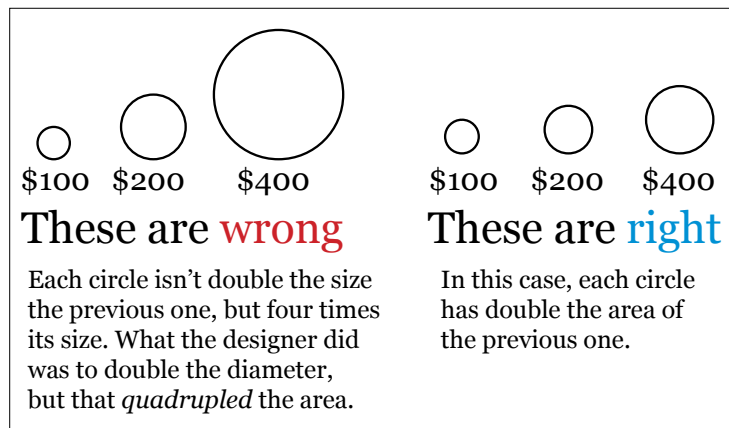 $100 $200 $400
These are wrong
Each circle isn't double the size
the previous one, but four times
its size. What the designer did
was to double the diameter,
but that quadrupled the area.
$100 $200 $400
These are right
In this case, each circle
has double the area of
the previous one.